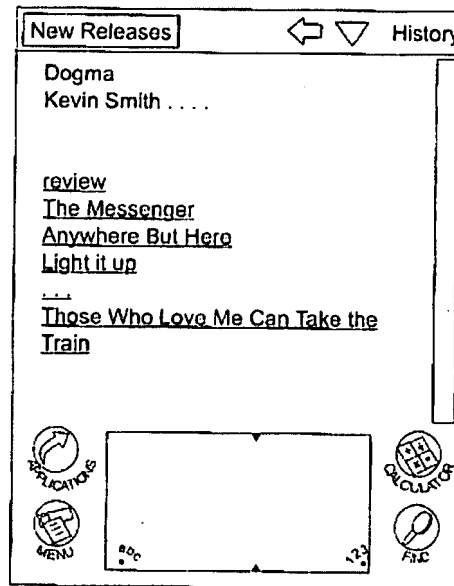 New Releases
History
Dogma
Kevin Smith . . . .
review
The Messenger
Anywhere But Hero
Light it up
. . .
Those Who Love Me Can Take the
Train
APPLICATIONS
CALCULATOR
MENU
abc
123
FIND